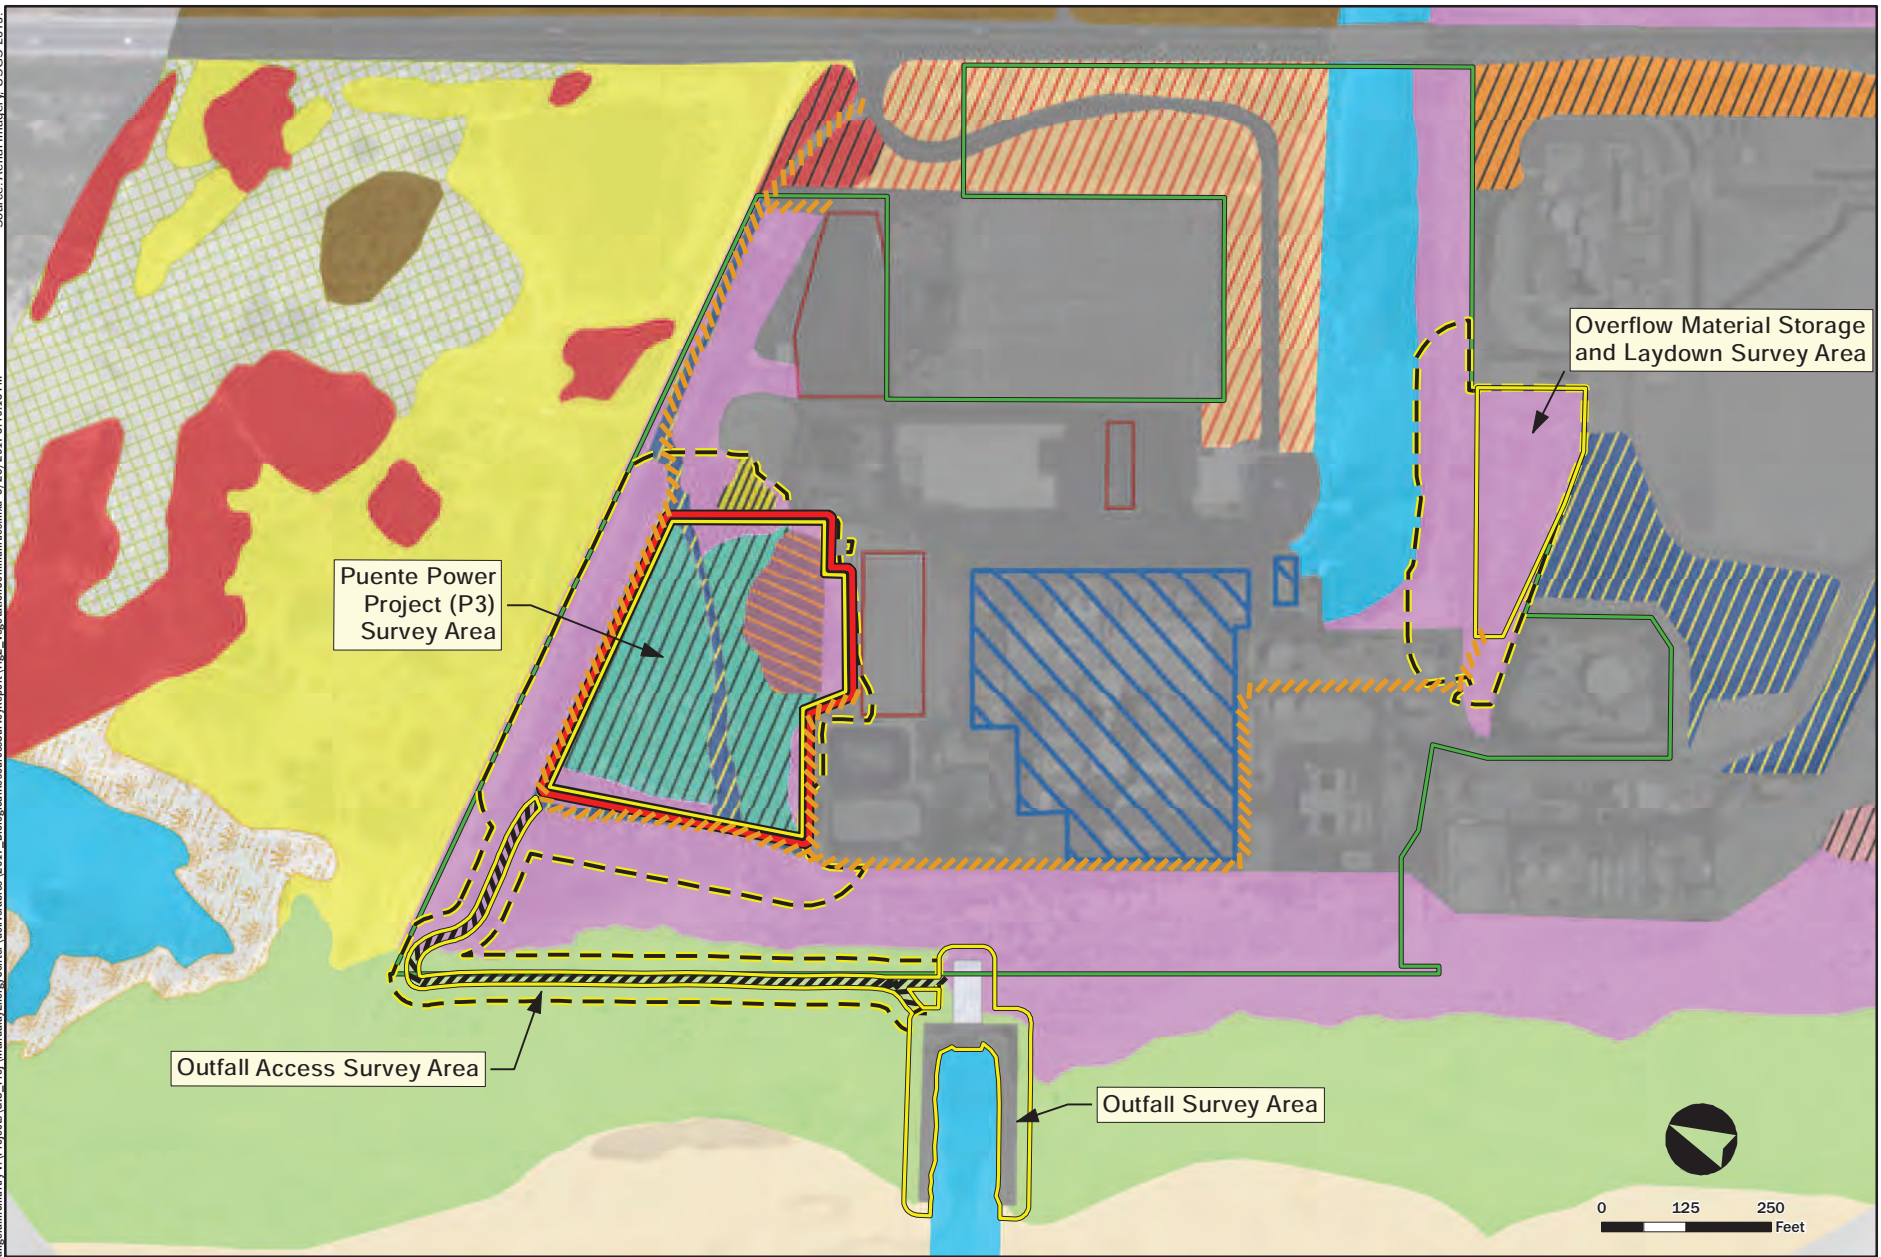 Overflow Material Storage
and Laydown Survey Area
Puente Power
Project (P3)
Survey Area
Outfall Access Survey Area
Outfall Survey Area
0 125 250
Feet